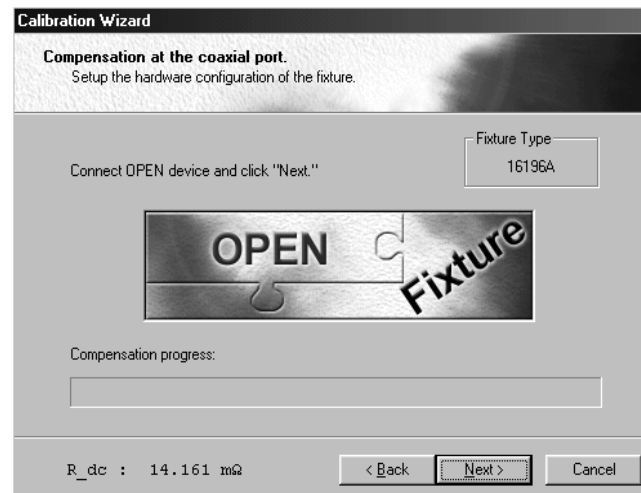 Calibration Wizard
Compensation at the coaxial port.
Setup the hardware configuration of the fixture.
Fixture Type
16196A
Connect OPEN device and click "Next."
OPEN
Fixture
Compensation progress:
R_dc : 14.161 mΩ
< Back
Next >
Cancel